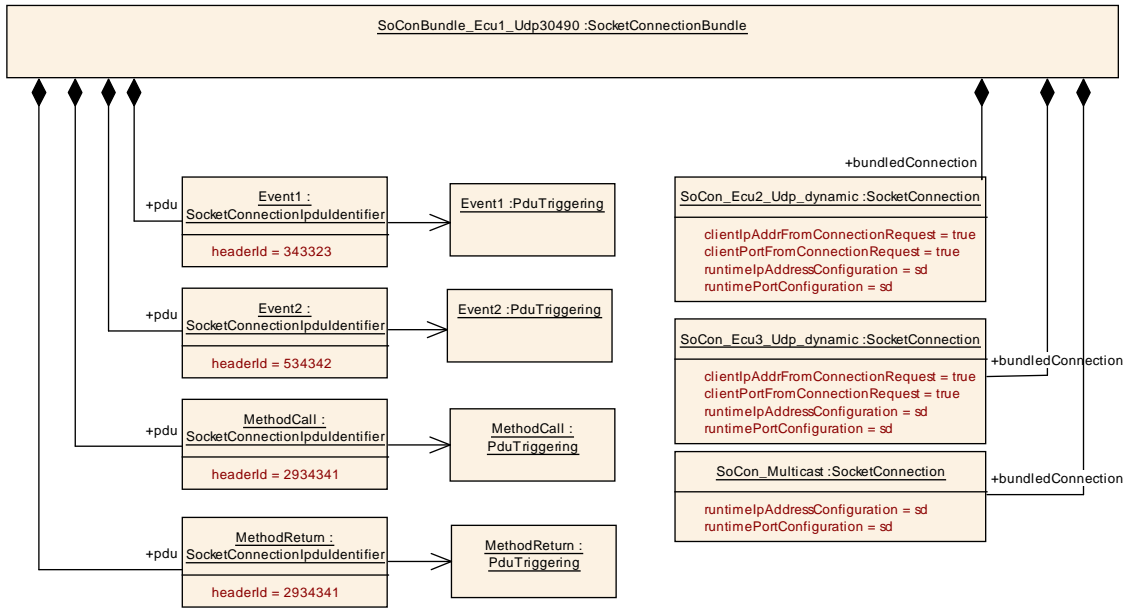 SoConBundle_Ecu1_Udp30490 :SocketConnectionBundle
+pdu
Event1 :
SocketConnectionIpduIdentifier
headerId = 343323
Event1 :PduTriggering
+pdu
Event2 :
SocketConnectionIpduIdentifier
headerId = 534342
Event2 :PduTriggering
+pdu
MethodCall :
SocketConnectionIpduIdentifier
headerId = 2934341
MethodCall :
PduTriggering
+pdu
MethodReturn :
SocketConnectionIpduIdentifier
headerId = 2934341
MethodReturn :
PduTriggering
+bundledConnection
SoCon_Ecu2_Udp_dynamic :SocketConnection
clientIpAddrFromConnectionRequest = true
clientPortFromConnectionRequest = true
runtimeIpAddressConfiguration = sd
runtimePortConfiguration = sd
SoCon_Ecu3_Udp_dynamic :SocketConnection
+bundledConnection
clientIpAddrFromConnectionRequest = true
clientPortFromConnectionRequest = true
runtimeIpAddressConfiguration = sd
runtimePortConfiguration = sd
SoCon_Multicast :SocketConnection
+bundledConnection
runtimeIpAddressConfiguration = sd
runtimePortConfiguration = sd